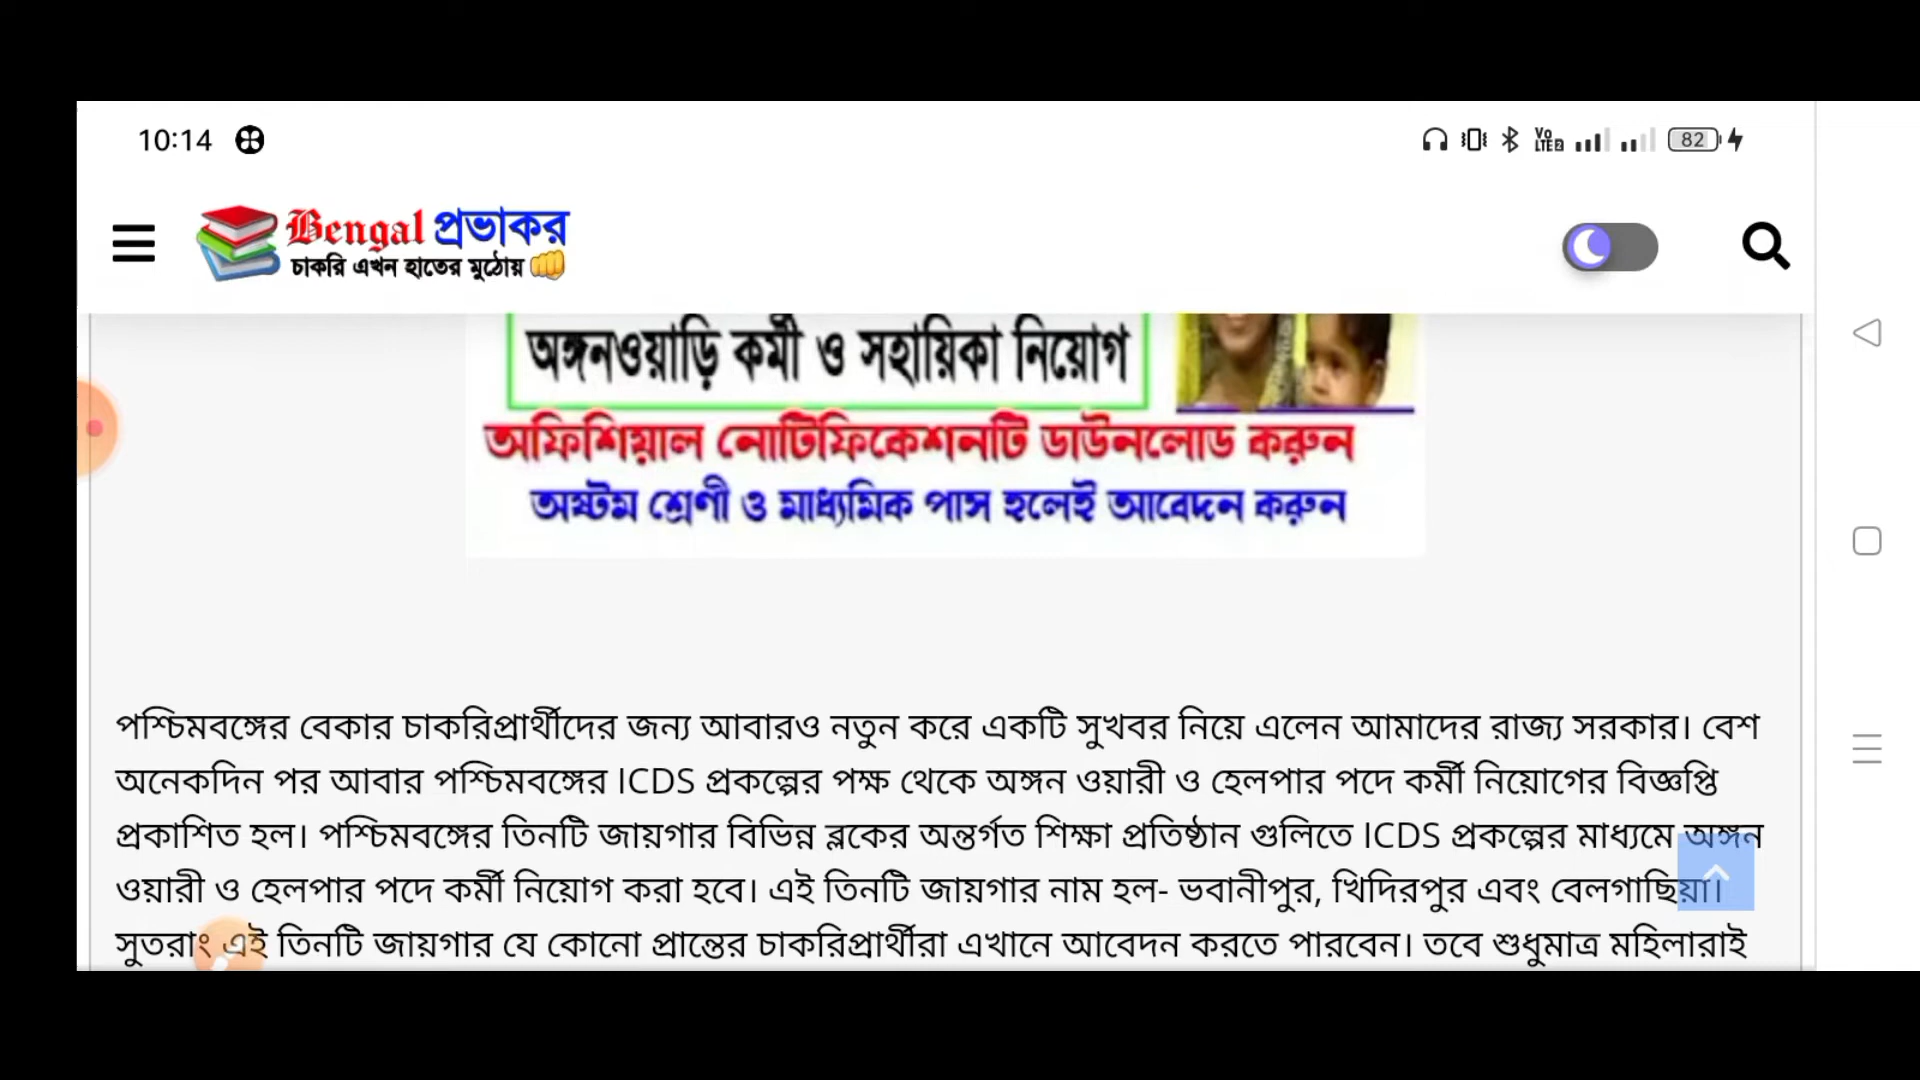 10:14
Vo LTE2 82
Bengal প্রভাকর
চাকরি এখন হাতের মুঠোয়
অঙ্গনওয়াড়ি কর্মী ও সহায়িকা নিয়োগ
অফিশিয়াল নোটিফিকেশনটি ডাউনলোড করুন
অষ্টম শ্রেণী ও মাধ্যমিক পাস হলেই আবেদন করুন
পশ্চিমবঙ্গের বেকার চাকরিপ্রার্থীদের জন্য আবারও নতুন করে একটি সুখবর নিয়ে এলেন আমাদের রাজ্য সরকার। বেশ
অনেকদিন পর আবার পশ্চিমবঙ্গের ICDS প্রকল্পের পক্ষ থেকে অঙ্গন ওয়ারী ও হেলপার পদে কর্মী নিয়োগের বিজ্ঞপ্তি
প্রকাশিত হল। পশ্চিমবঙ্গের তিনটি জায়গার বিভিন্ন ব্লকের অন্তর্গত শিক্ষা প্রতিষ্ঠান গুলিতে ICDS প্রকল্পের মাধ্যমে অঙ্গন
ওয়ারী ও হেলপার পদে কর্মী নিয়োগ করা হবে। এই তিনটি জায়গার নাম হল- ভবানীপুর, খিদিরপুর এবং বেলগাছিয়া।
সুতরাং এই তিনটি জায়গার যে কোনো প্রান্তের চাকরিপ্রার্থীরা এখানে আবেদন করতে পারবেন। তবে শুধুমাত্র মহিলারাই